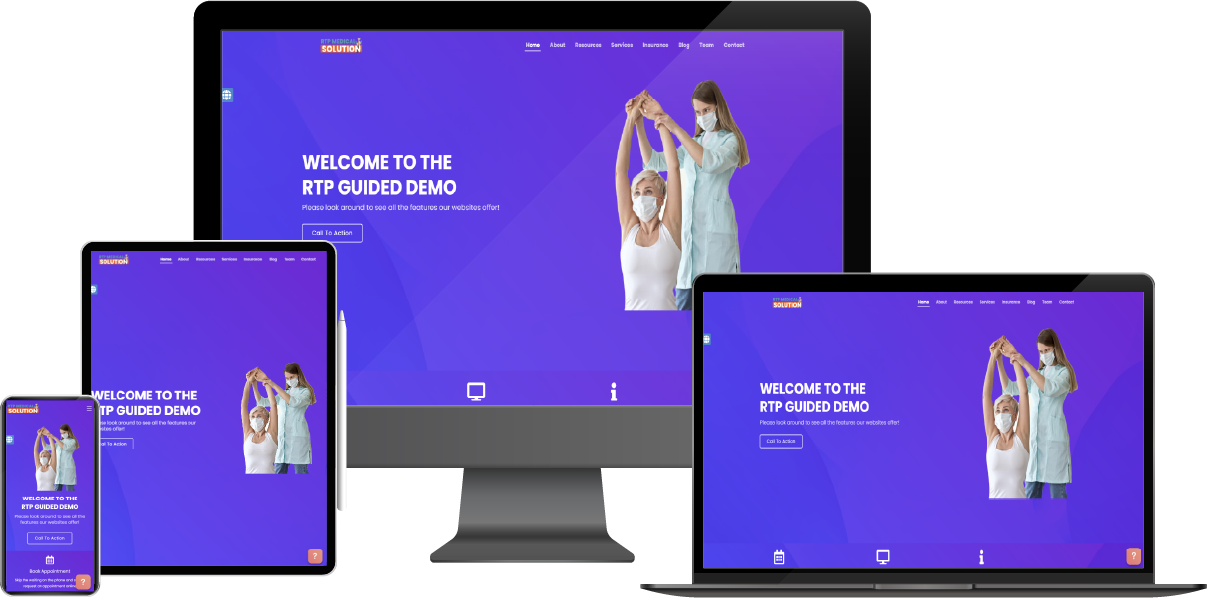 RTP MEDICAL
SOLUTION
Home About Resources Services Insurance Blog Team Contact
WELCOME TO THE
RTP GUIDED DEMO
Please look around to see all the features our websites offer!
Call To Action
RTP MEDICAL
SOLUTION
Home About Resources Services Insurance Blog Team Contact
WELCOME TO THE
RTP GUIDED DEMO
Please look around to see all the features our
websites offer!
Call To Action
?
RTP MEDICAL
SOLUTION
Home About Resources Services Insurance Blog Team Contact
WELCOME TO THE
RTP GUIDED DEMO
Please look around to see all the features our websites offer!
Call To Action
?
SOLUTION
WELCOME TO THE
RTP GUIDED DEMO
Please look around to see all the
features our websites offer!
Call To Action
Book Appointment
Skip the waiting on the phone and
request an appointment online
?